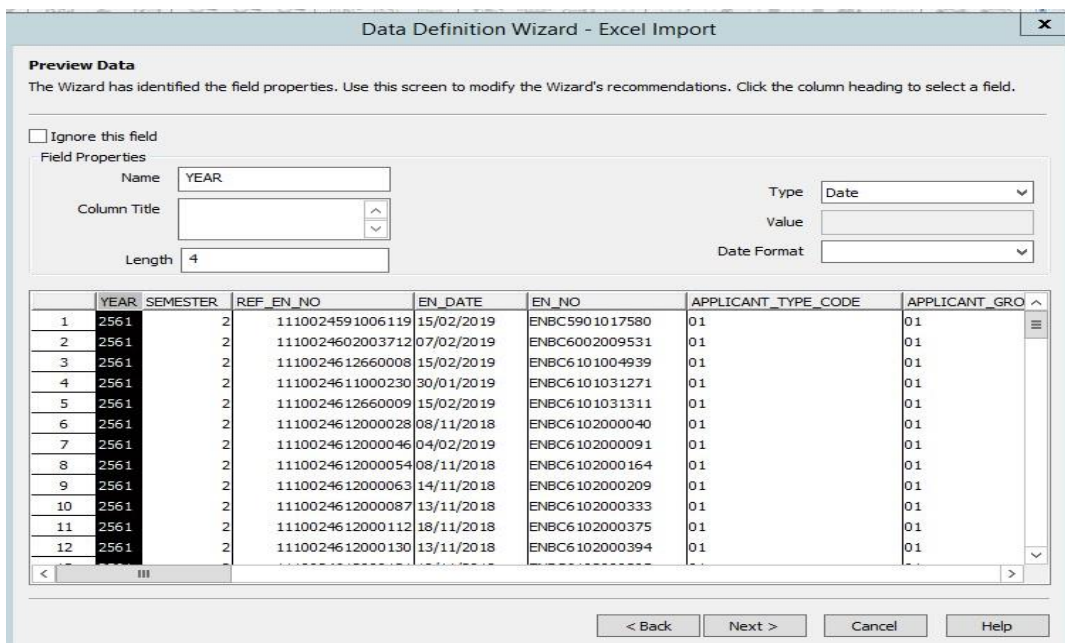 Data Definition Wizard - Excel Import
x
Preview Data
The Wizard has identified the field properties. Use this screen to modify the Wizard's recommendations. Click the column heading to select a field.
Ignore this field
Field Properties
Name YEAR
Type Date
Column Title
Value
Length 4
Date Format
YEAR SEMESTER REF_EN_NO EN_DATE EN_NO APPLICANT_TYPE_CODE APPLICANT_GRO
1 2561 2 1110024591006119 15/02/2019 ENBC5901017580 01 01
2 2561 2 1110024602003712 07/02/2019 ENBC6002009531 01 01
3 2561 2 1110024612660008 15/02/2019 ENBC6101004939 01 01
4 2561 2 1110024611000230 30/01/2019 ENBC6101031271 01 01
5 2561 2 1110024612660009 15/02/2019 ENBC6101031311 01 01
6 2561 2 1110024612000028 08/11/2018 ENBC6102000040 01 01
7 2561 2 1110024612000046 04/02/2019 ENBC6102000091 01 01
8 2561 2 1110024612000054 08/11/2018 ENBC6102000164 01 01
9 2561 2 1110024612000063 14/11/2018 ENBC6102000209 01 01
10 2561 2 1110024612000087 13/11/2018 ENBC6102000333 01 01
11 2561 2 1110024612000112 18/11/2018 ENBC6102000375 01 01
12 2561 2 1110024612000130 13/11/2018 ENBC6102000394 01 01
< Back Next > Cancel Help